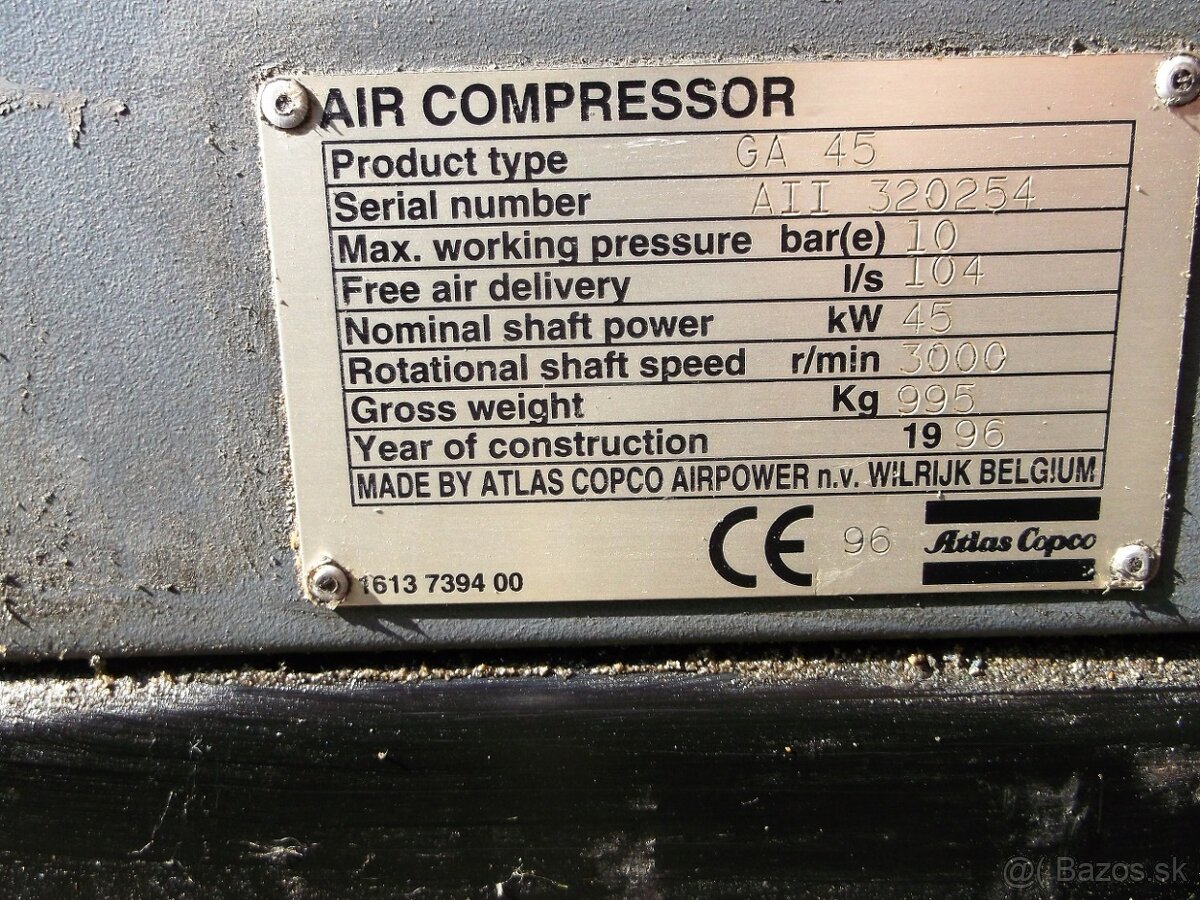 AIR COMPRESSOR
Product type GA 45
Serial number AII 320254
Max. working pressure bar(e) 10
Free air delivery l/s 104
Nominal shaft power kW 45
Rotational shaft speed r/min 3000
Gross weight Kg 995
Year of construction 19 96
MADE BY ATLAS COPCO AIRPOWER n.v. WILRIJK BELGIUM
CE 96 Atlas Copco
1613 7394 00
@( Bazos.sk